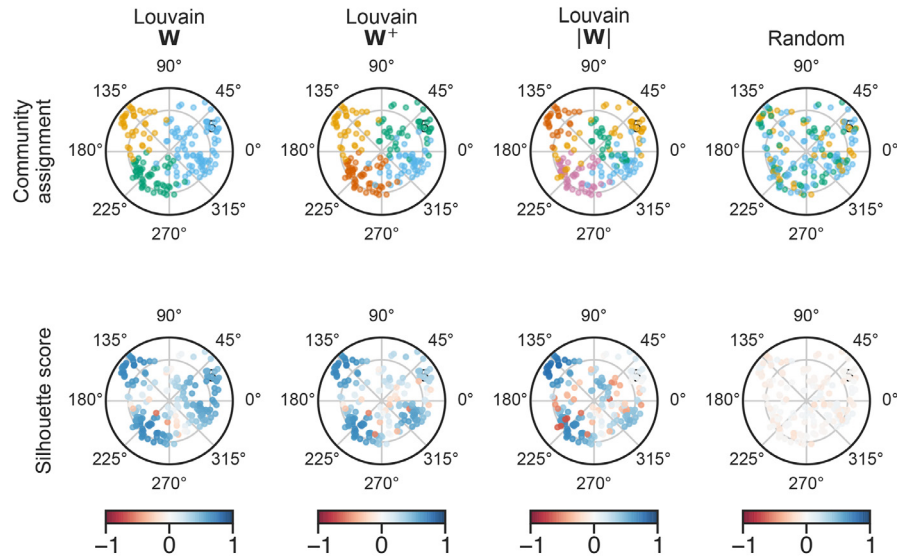 Louvain
W
Louvain
W⁺
Louvain
|W|
Random
Community
assignment
90° 90° 90° 90°
135° 45° 135° 45° 135° 45° 135° 45°
5 5 5 5
180° 0° 180° 0° 180° 0° 180° 0°
225° 315° 225° 315° 225° 315° 225° 315°
270° 270° 270° 270°
Silhouette score
90° 90° 90° 90°
135° 45° 135° 45° 135° 45° 135° 45°
180° 0° 180° 0° 180° 0° 180° 0°
225° 315° 225° 315° 225° 315° 225° 315°
270° 270° 270° 270°
−1 0 1 −1 0 1 −1 0 1 −1 0 1